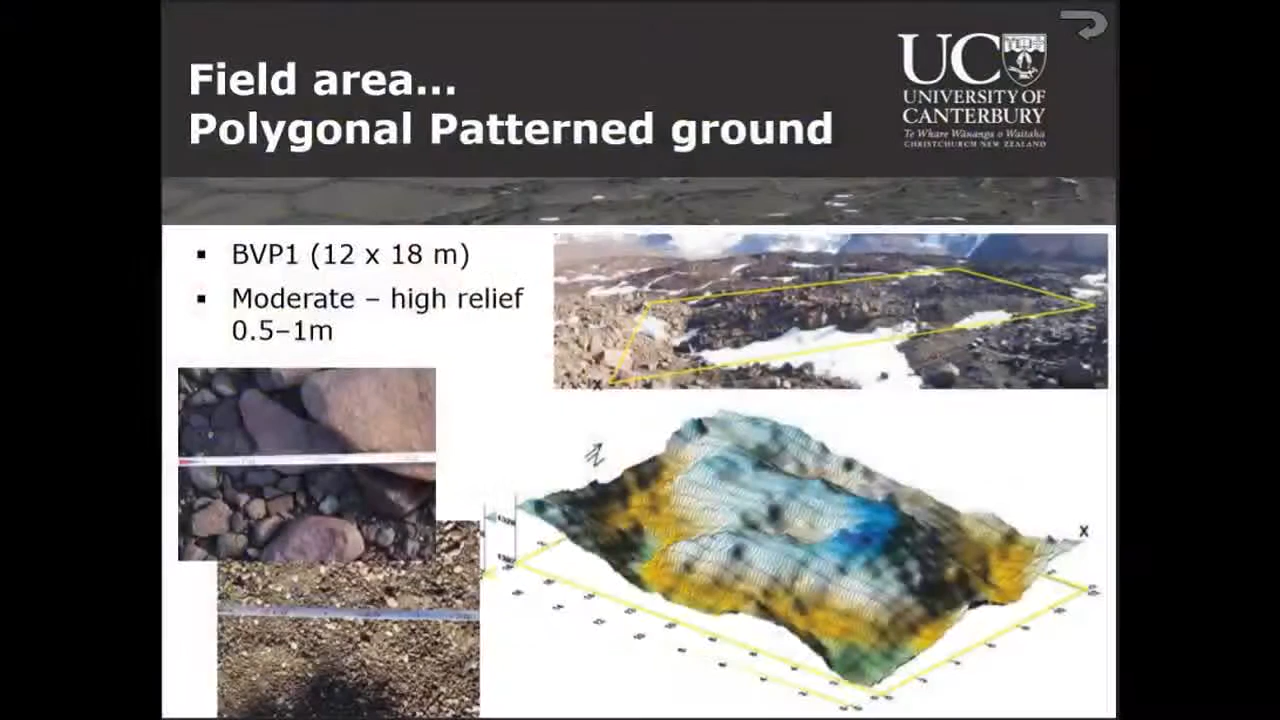 Field area...
Polygonal Patterned ground
UC
UNIVERSITY OF
CANTERBURY
Te Whare Wānanga o Waitaha
CHRISTCHURCH NEW ZEALAND
▪ BVP1 (12 x 18 m)
▪ Moderate – high relief
0.5–1m
X
N
X